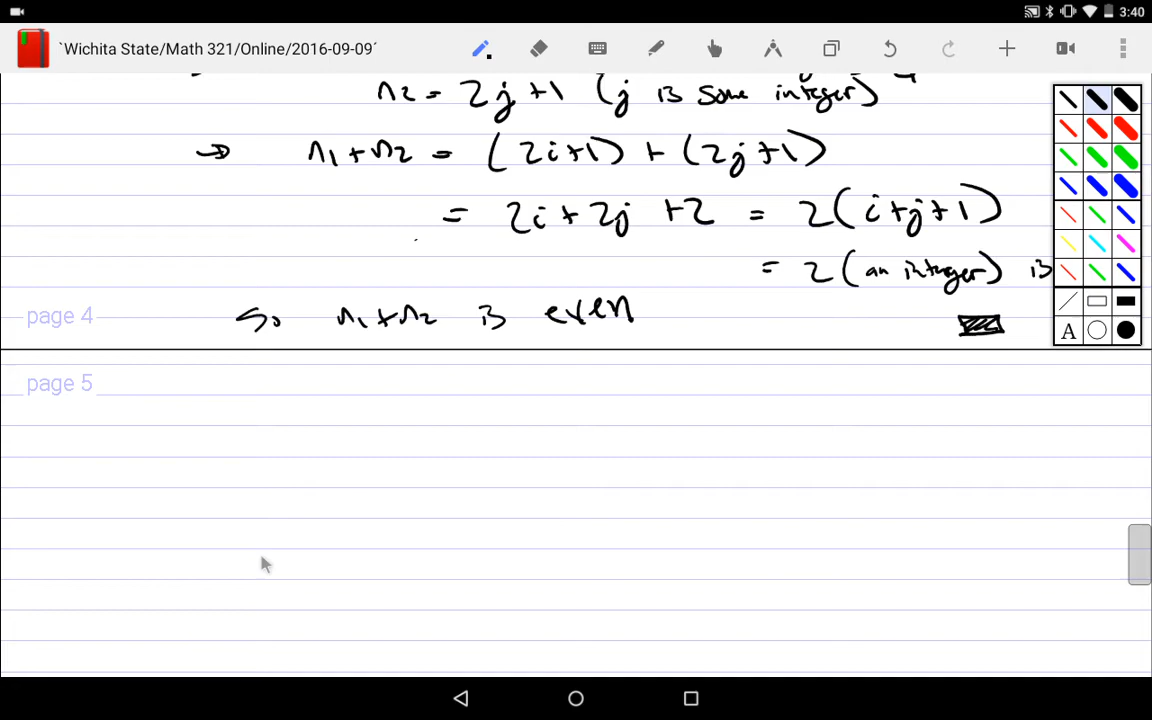 3:40
`Wichita State/Math 321/Online/2016-09-09´
n2 = 2j+1 (j is some integer)
→ n1+n2 = (2i+1) + (2j+1)
= 2i+2j+2 = 2(i+j+1)
= 2(an integer) is
page 4
So n1+n2 is even
page 5
A